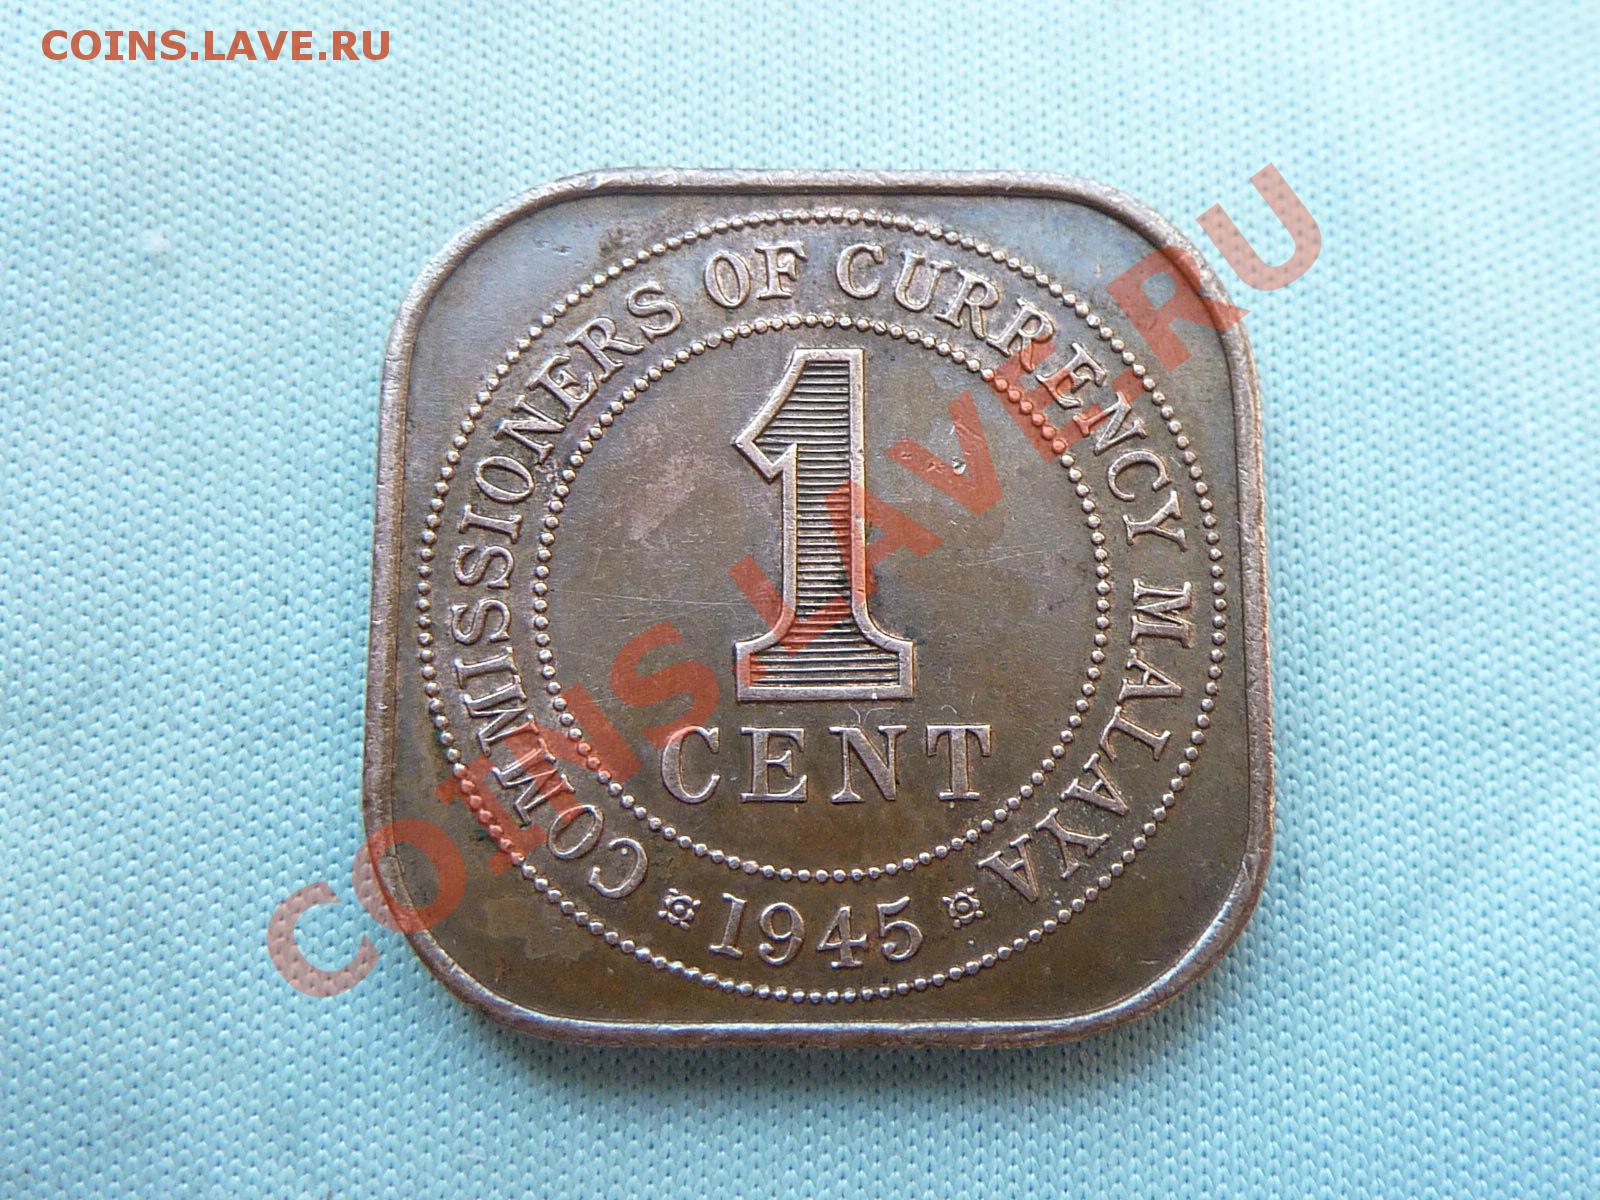 COINS.LAVE.RU
COMMISSIONERS OF CURRENCY MALAYA
1
CENT
1945
COINS.LAVE.RU